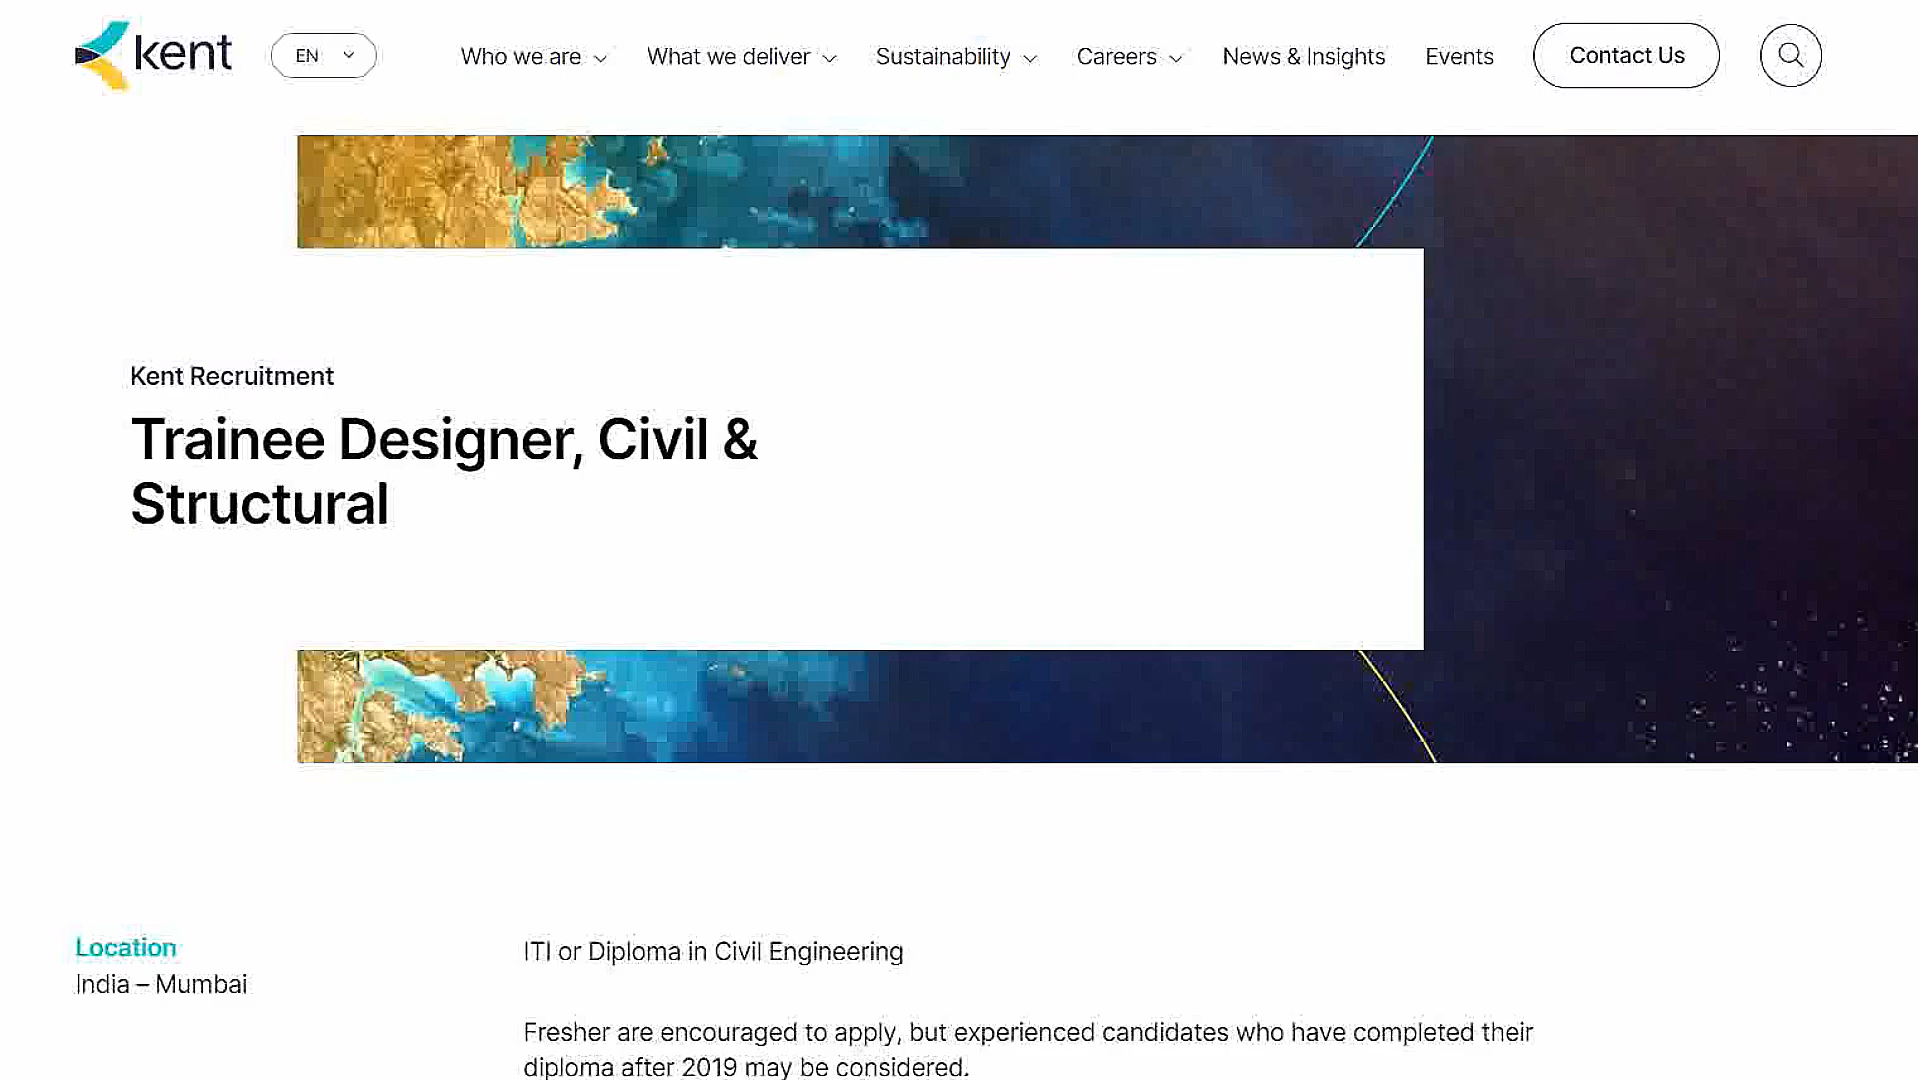 kent
EN
Who we are
What we deliver
Sustainability
Careers
News & Insights
Events
Contact Us
Kent Recruitment
Trainee Designer, Civil &
Structural
Location
India – Mumbai
ITI or Diploma in Civil Engineering
Fresher are encouraged to apply, but experienced candidates who have completed their
diploma after 2019 may be considered.